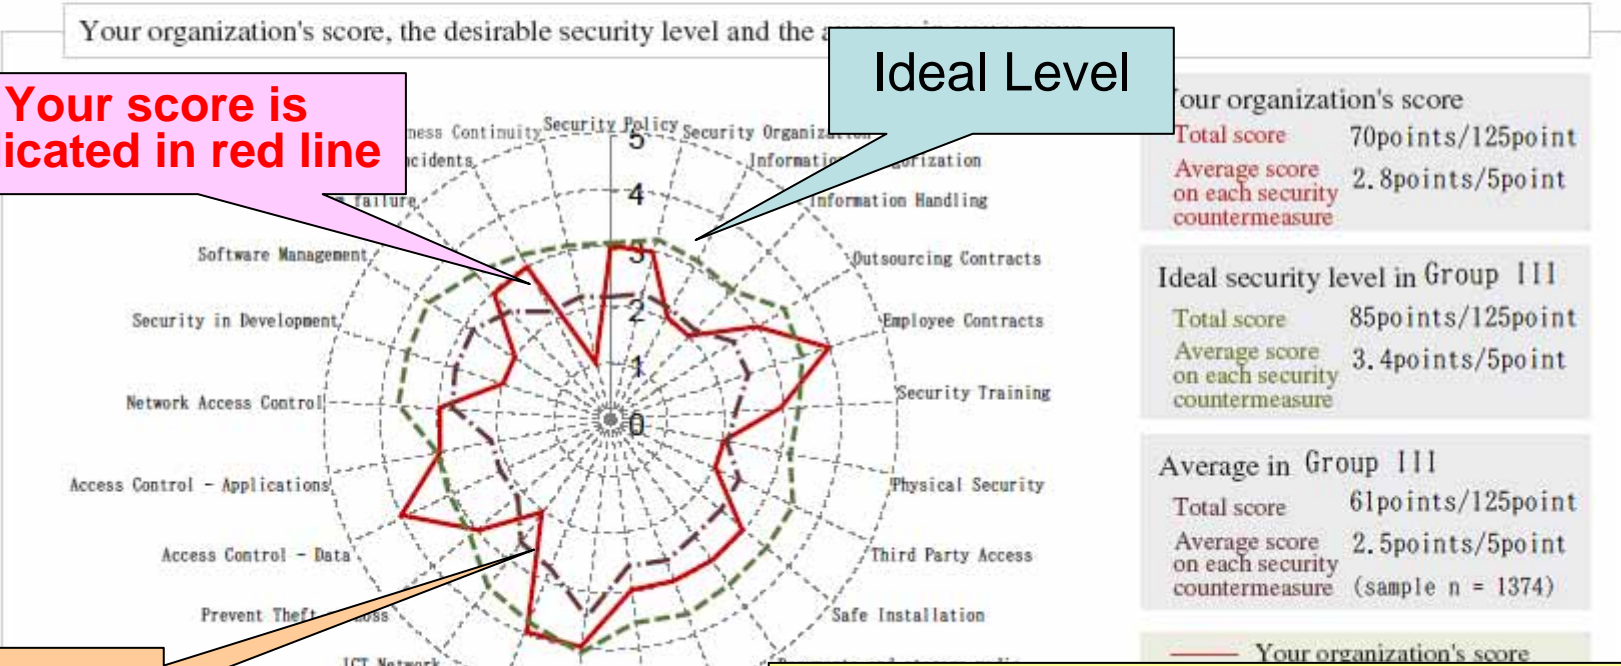 Your organization's score, the desirable security level and the
Ideal Level
Your score is
licated in red line
ness Continuity
Security Policy
Security
Information
Information Handling
Outsourcing Contracts
Employee Contracts
Security Training
Physical Security
Third Party Access
Safe Installation
failure
Software Management
Security in Development
Network Access Control
Access Control - Applications
Access Control - Data
Prevent Theft
ICT Network
5
4
3
2
1
0
our organization's score
Total score 70points/125point
Average score
on each security
countermeasure
2.8points/5point
Ideal security level in Group III
Total score 85points/125point
Average score
on each security
countermeasure
3.4points/5point
Average in Group III
Total score 61points/125point
Average score
on each security
countermeasure
2.5points/5point
(sample n = 1374)
Your organization's score